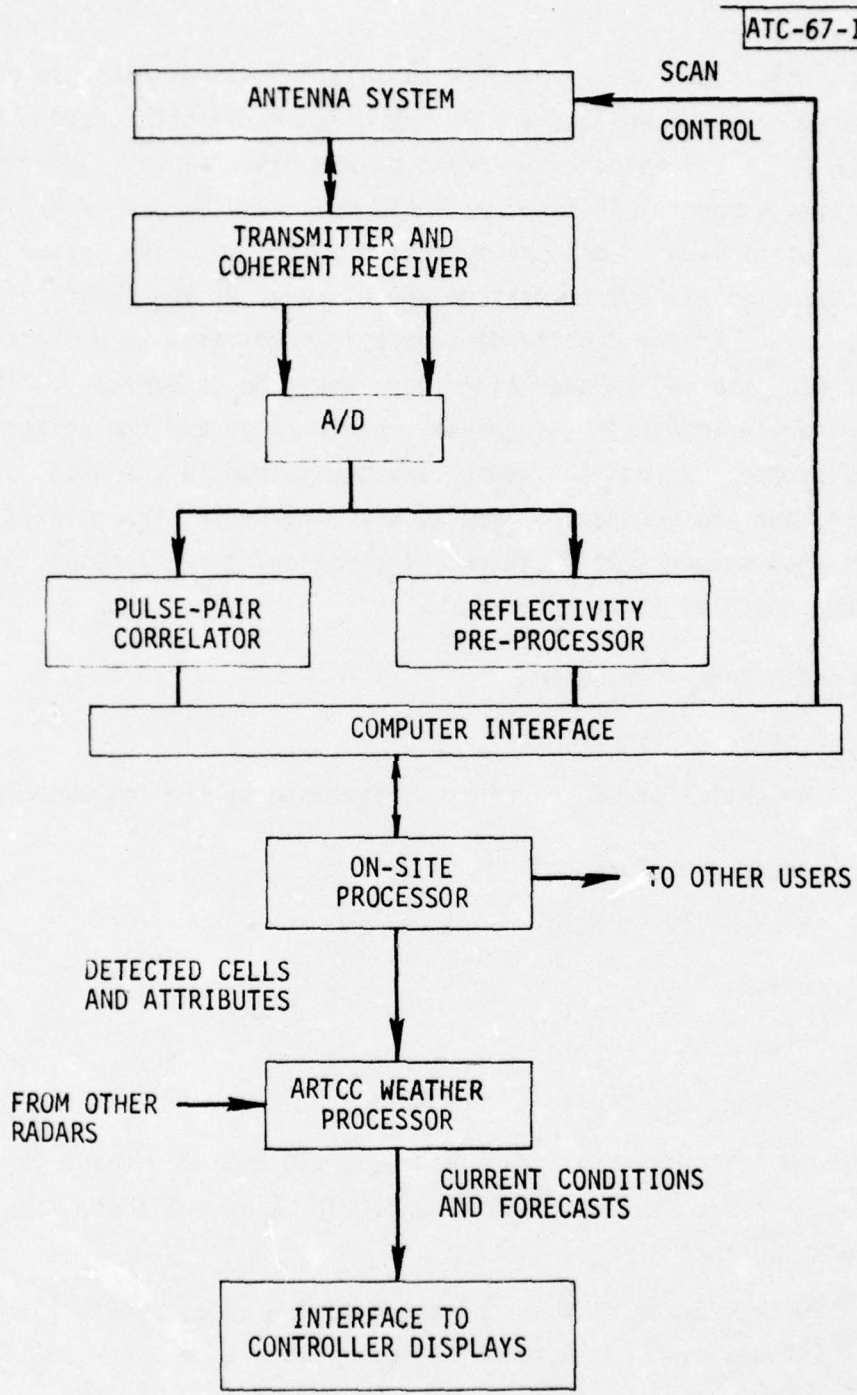 ATC-67-1
SCAN
CONTROL
ANTENNA SYSTEM
TRANSMITTER AND
COHERENT RECEIVER
A/D
PULSE-PAIR
CORRELATOR
REFLECTIVITY
PRE-PROCESSOR
COMPUTER INTERFACE
ON-SITE
PROCESSOR
TO OTHER USERS
DETECTED CELLS
AND ATTRIBUTES
FROM OTHER
RADARS
ARTCC WEATHER
PROCESSOR
CURRENT CONDITIONS
AND FORECASTS
INTERFACE TO
CONTROLLER DISPLAYS